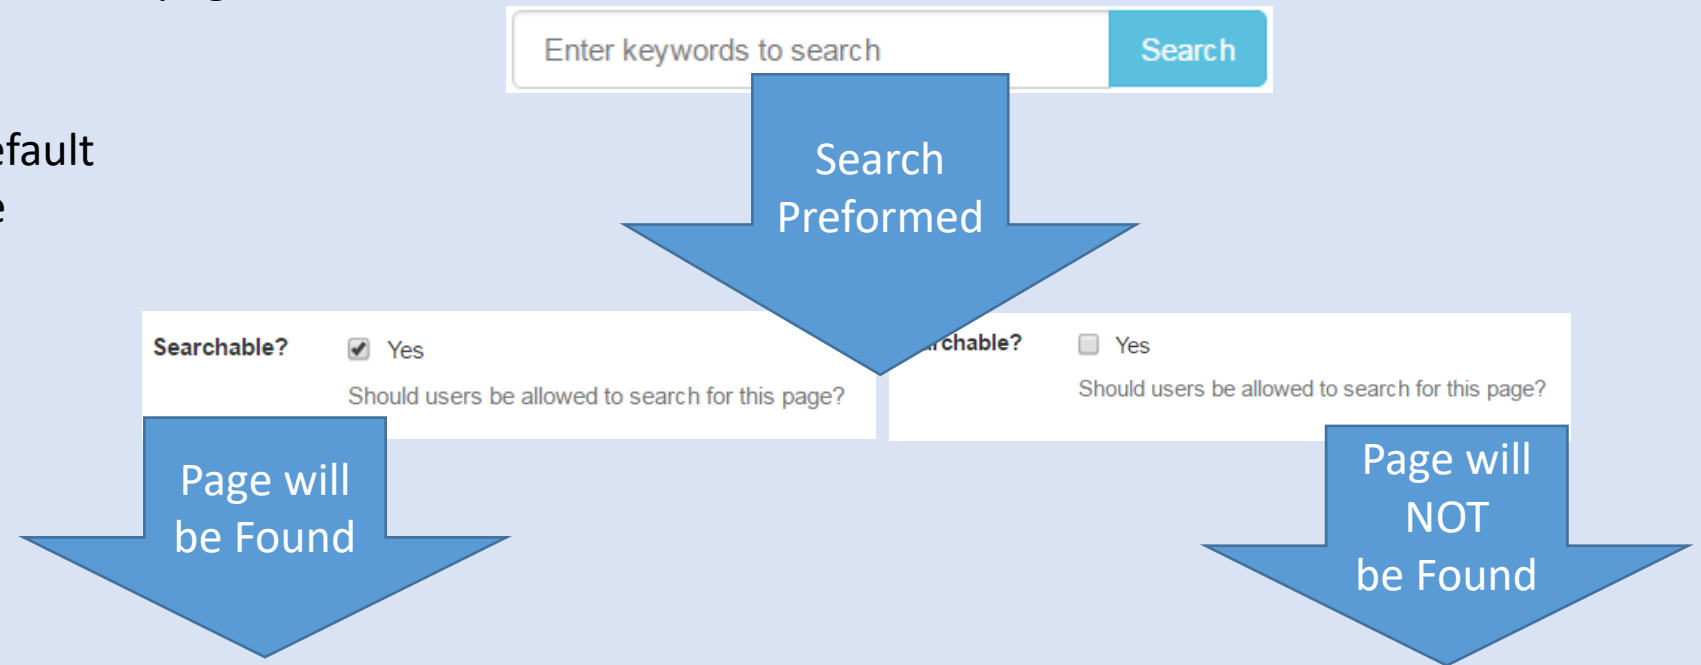 Enter keywords to search Search
efault
e
Search
Preformed
Searchable? Yes
Should users be allowed to search for this page?
rchable? Yes
Should users be allowed to search for this page?
Page will
be Found
Page will
NOT
be Found